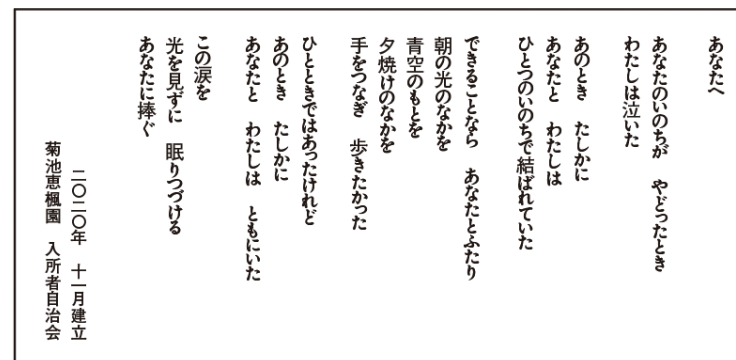 あなたへ
あなたのいのちが　やどったとき
わたしは泣いた
あのとき　たしかに
あなたと　わたしは
ひとつのいのちで結ばれていた
できることなら　あなたとふたり
朝の光のなかを
青空のもとを
夕焼けのなかを
手をつなぎ　歩きたかった
ひとときではあったけれど
あのとき　たしかに
あなたと　わたしは　ともにいた
この涙を
光を見ずに　眠りつづける
あなたに捧ぐ
二〇二〇年　十一月建立
菊池恵楓園　入所者自治会